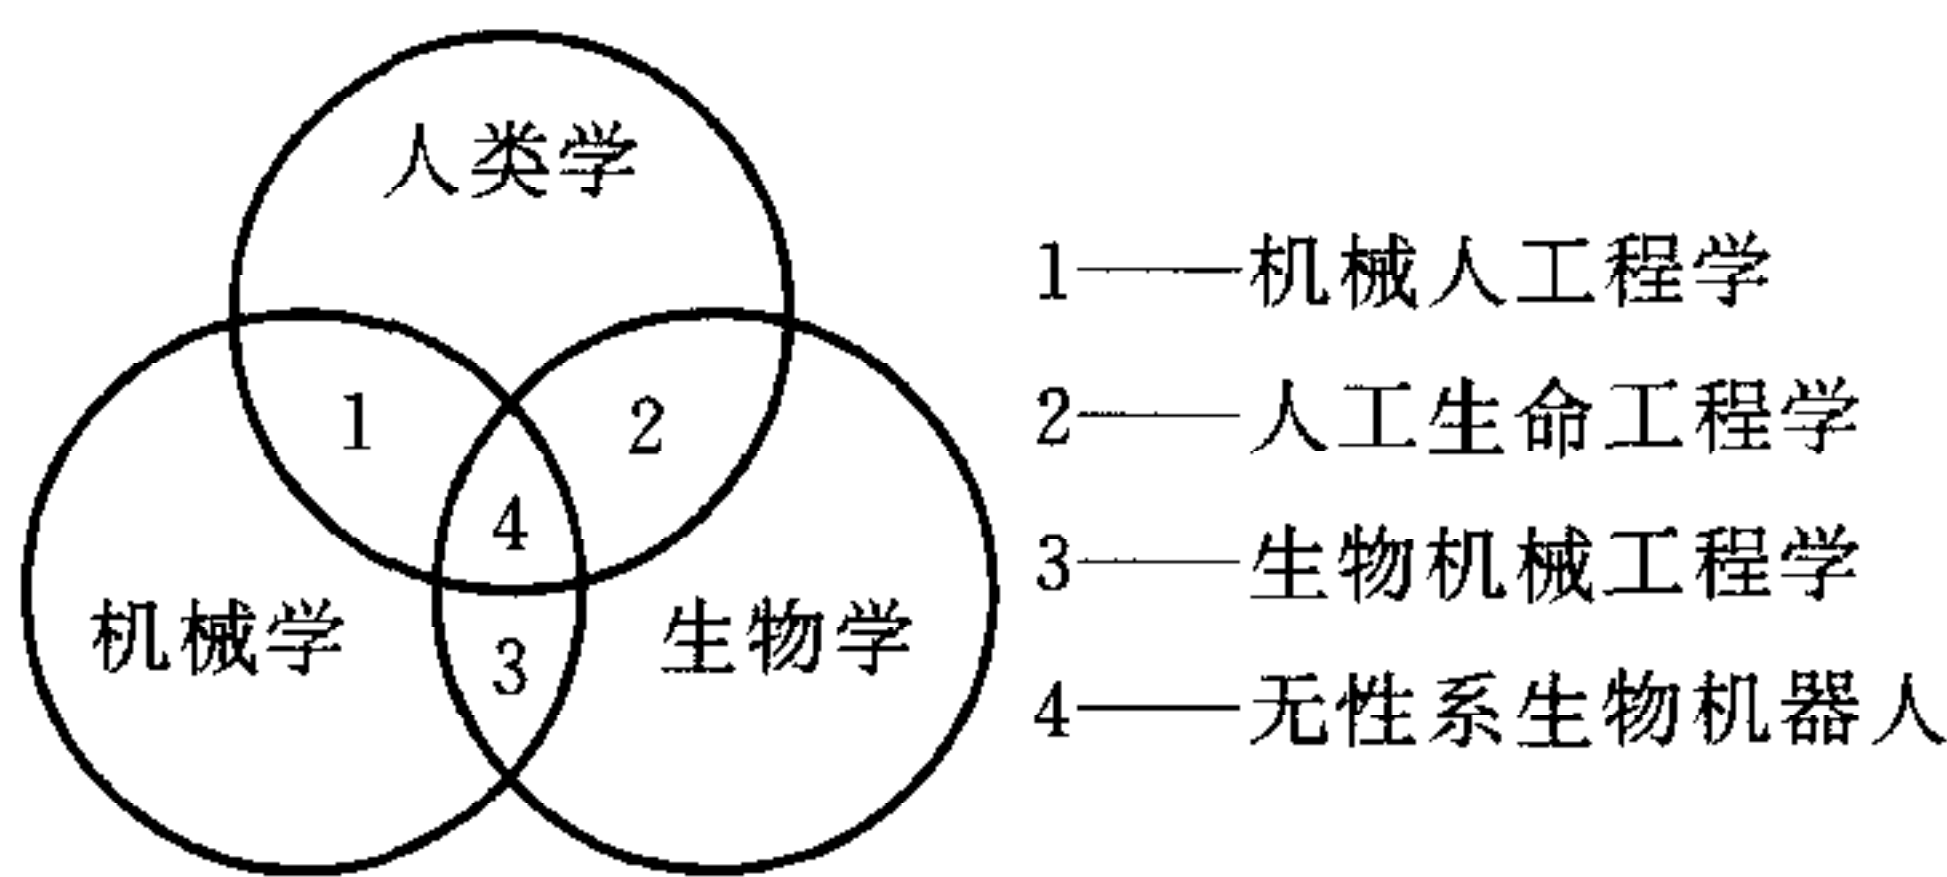 人类学
1
2
4
机械学
3
生物学
1——机械人工程学
2——人工生命工程学
3——生物机械工程学
4——无性系生物机器人